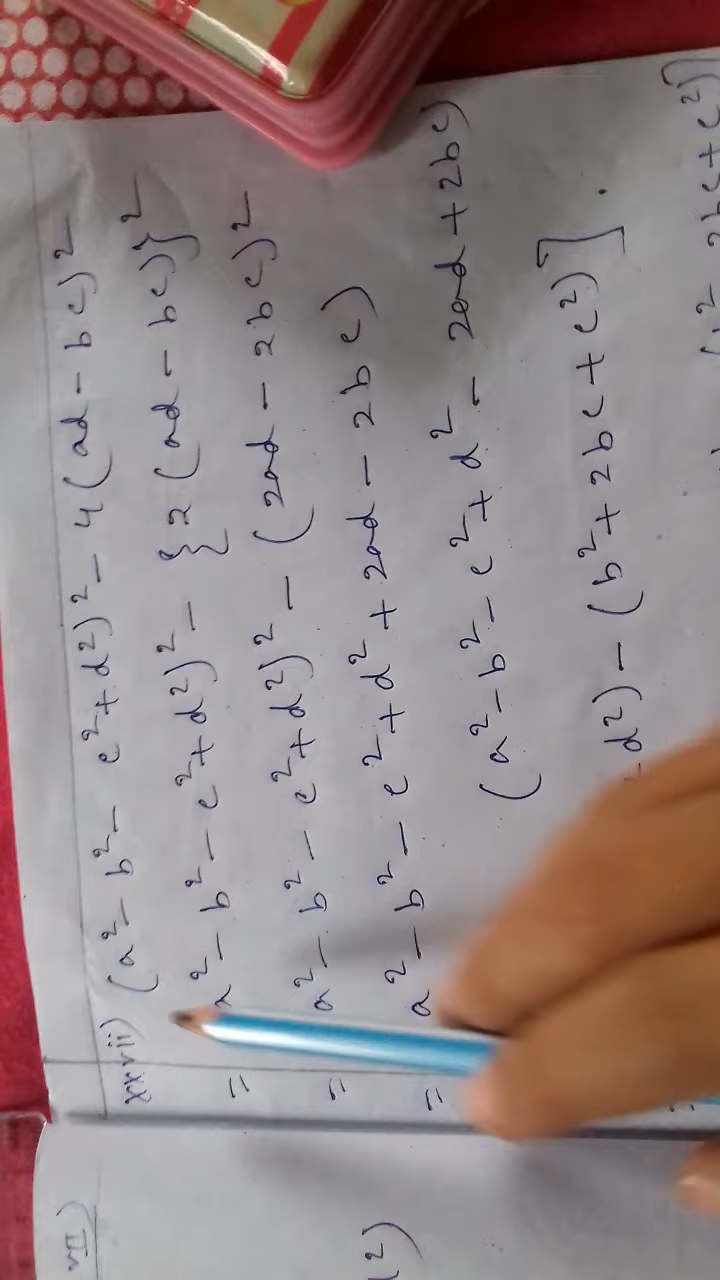 xxvii) (a² - b² - c² + d²)² - 4(ad - bc)²
= a² - b² - c² + d²)² - {2(ad - bc)}²
= a² - b² - c² + d²)² - (2ad - 2bc)²
= a² - b² - c² + d² + 2ad - 2bc)
(a² - b² - c² + d² - 2ad + 2bc)
d²) - (b² + 2bc + c²)].
2bc + c²)]
VII)